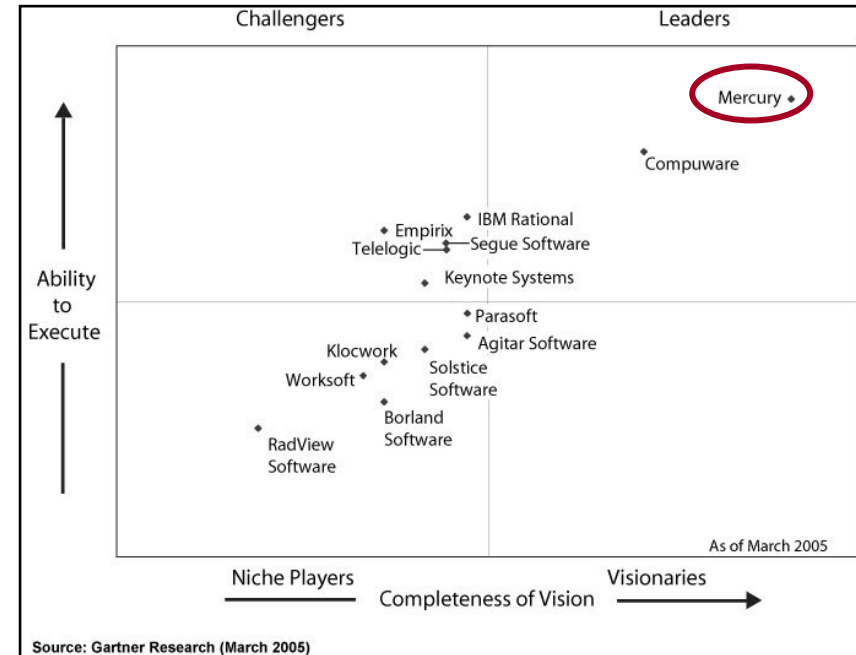 Challengers
Leaders
Mercury
Compuware
IBM Rational
Empirix
Segue Software
Telelogic
Keynote Systems
Ability
to
Execute
Parasoft
Agitar Software
Klocwork
Solstice
Software
Worksoft
Borland
Software
RadView
Software
As of March 2005
Niche Players
Visionaries
Completeness of Vision
Source: Gartner Research (March 2005)